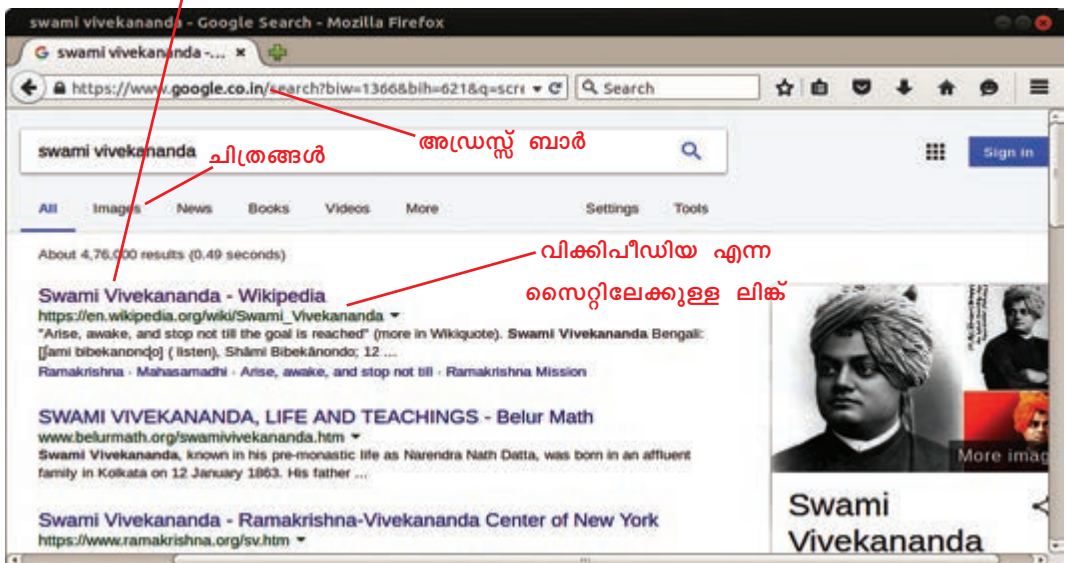 swami vivekananda - Google Search - Mozilla Firefox
swami vivekananda -...
https://www.google.co.in/search?biw=1366&bih=621&q=scre
Search
അഡ്രസ്സ് ബാർ
swami vivekananda
ചിത്രങ്ങൾ
Sign in
All Images News Books Videos More Settings Tools
About 4,76,000 results (0.49 seconds)
വിക്കിപീഡിയ എന്ന
സൈറ്റിലേക്കുള്ള ലിങ്ക്
Swami Vivekananda - Wikipedia
https://en.wikipedia.org/wiki/Swami_Vivekananda
"Arise, awake, and stop not till the goal is reached" (more in Wikiquote). Swami Vivekananda Bengali:
[ʃami bibekanondo] ( listen), Shāmi Bibekānondo; 12 ...
Ramakrishna · Mahasamadhi · Arise, awake, and stop not till · Ramakrishna Mission
SWAMI VIVEKANANDA, LIFE AND TEACHINGS - Belur Math
www.belurmath.org/swamivivekananda.htm
Swami Vivekananda, known in his pre-monastic life as Narendra Nath Datta, was born in an affluent
family in Kolkata on 12 January 1863. His father ...
Swami Vivekananda - Ramakrishna-Vivekananda Center of New York
https://www.ramakrishna.org/sv.htm
More imag
Swami
Vivekananda